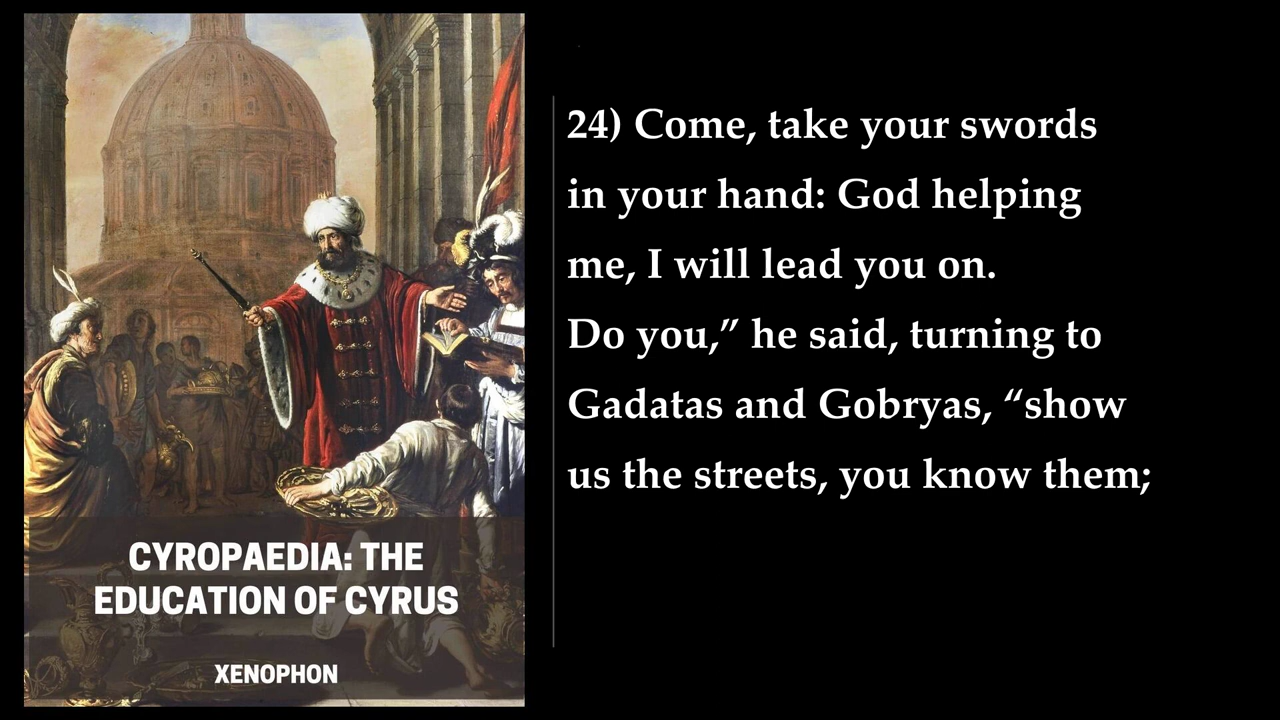 24) Come, take your swords
in your hand: God helping
me, I will lead you on.
Do you,” he said, turning to
Gadatas and Gobryas, “show
us the streets, you know them;
CYROPAEDIA: THE
EDUCATION OF CYRUS
XENOPHON